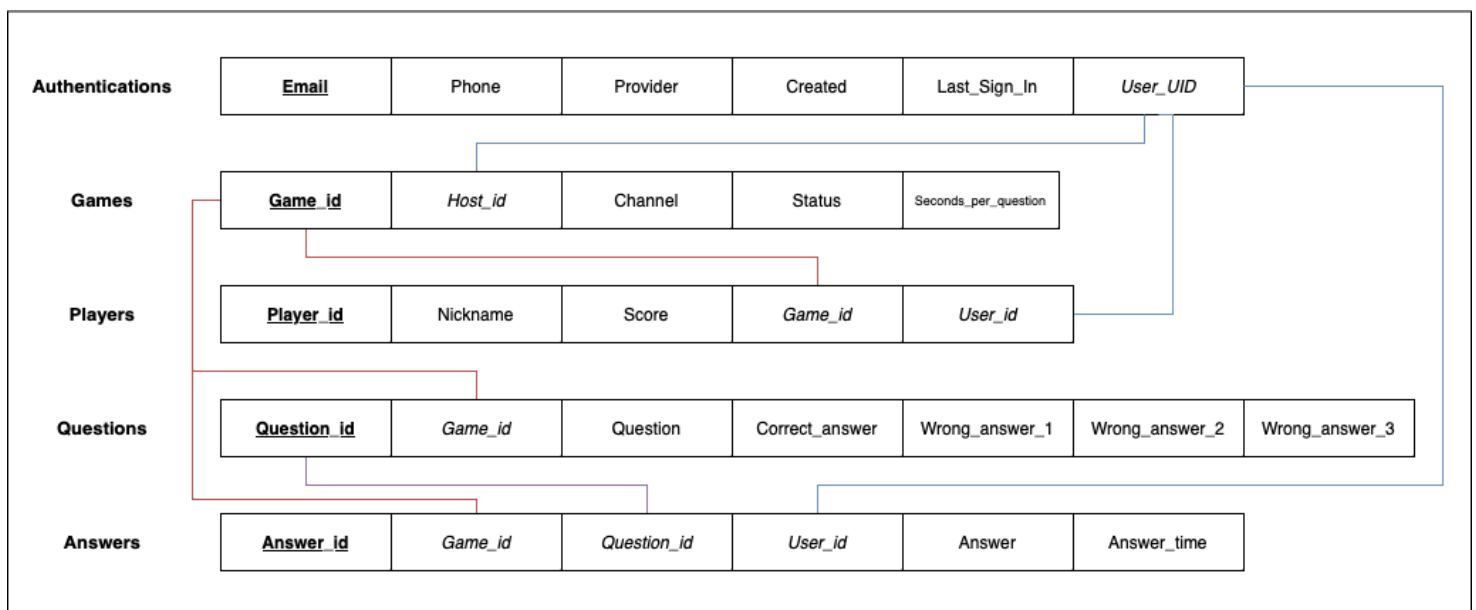 Authentications Email Phone Provider Created Last_Sign_In User_UID
Games Game_id Host_id Channel Status Seconds_per_question
Players Player_id Nickname Score Game_id User_id
Questions Question_id Game_id Question Correct_answer Wrong_answer_1 Wrong_answer_2 Wrong_answer_3
Answers Answer_id Game_id Question_id User_id Answer Answer_time